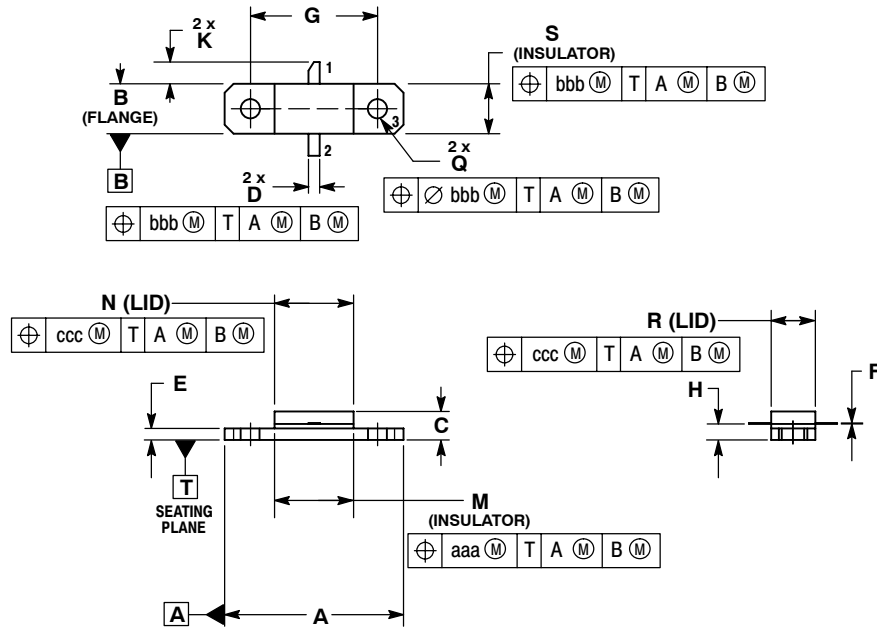 G
2 x
K
1
S
(INSULATOR)
⌖ bbb Ⓜ T A Ⓜ B Ⓜ
B
(FLANGE)
3
2
2 x
Q
B
2 x
D
⌖ ∅ bbb Ⓜ T A Ⓜ B Ⓜ
⌖ bbb Ⓜ T A Ⓜ B Ⓜ
N (LID)
⌖ ccc Ⓜ T A Ⓜ B Ⓜ
R (LID)
⌖ ccc Ⓜ T A Ⓜ B Ⓜ
E
F
H
C
T
SEATING
PLANE
M
(INSULATOR)
⌖ aaa Ⓜ T A Ⓜ B Ⓜ
A
A